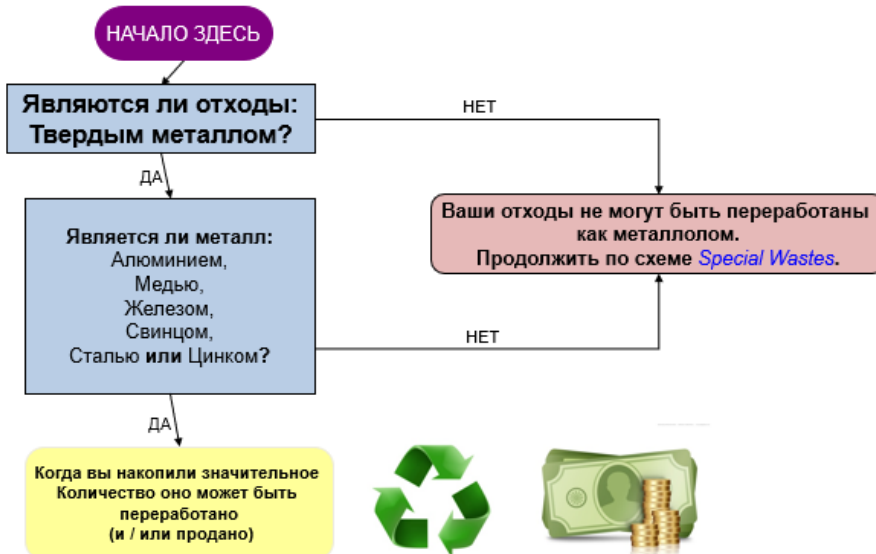 НАЧАЛО ЗДЕСЬ
Являются ли отходы:
Твердым металлом?
НЕТ
ДА
Ваши отходы не могут быть переработаны
как металлолом.
Продолжить по схеме Special Wastes.
Является ли металл:
Алюминием,
Медью,
Железом,
Свинцом,
Сталью или Цинком?
НЕТ
ДА
Когда вы накопили значительное
Количество оно может быть
переработано
(и / или продано)